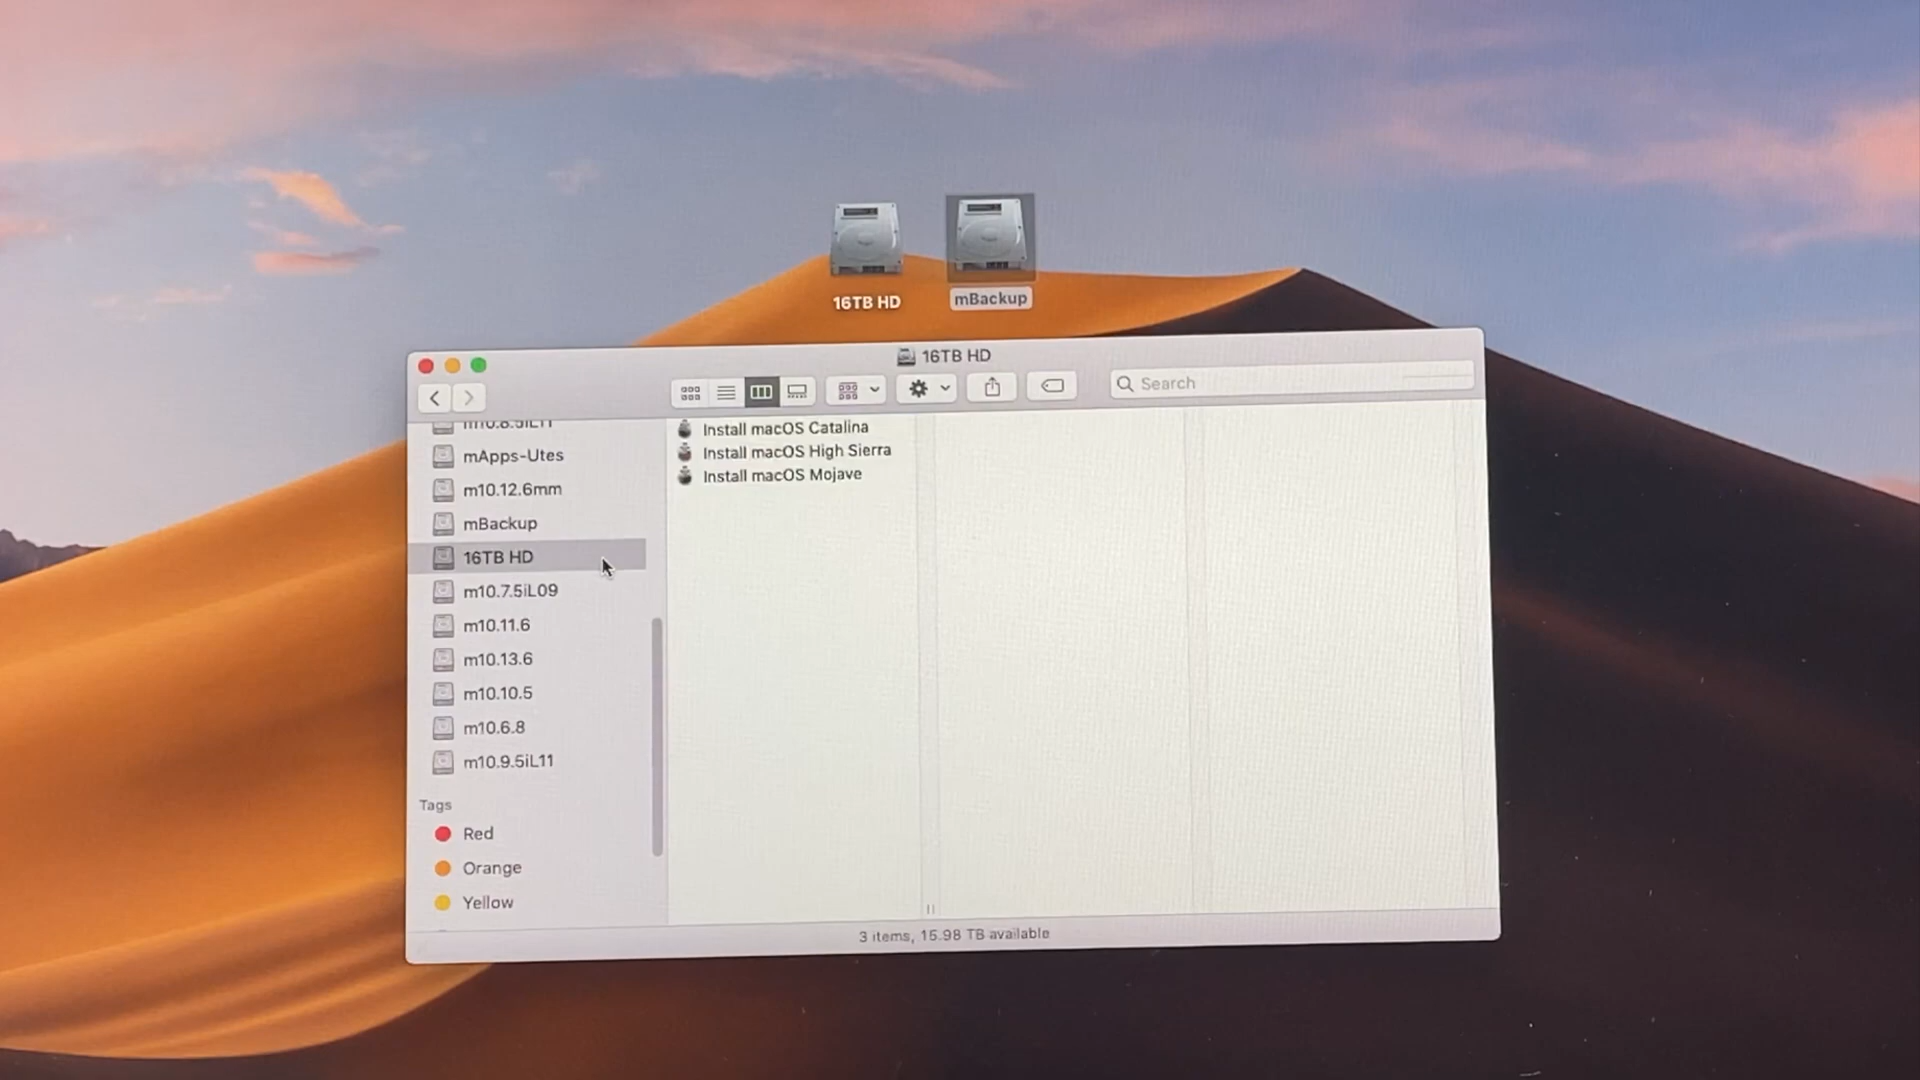 16TB HD
mBackup
16TB HD
Search
mApps-Utes
m10.12.6mm
mBackup
16TB HD
m10.7.5iL09
m10.11.6
m10.13.6
m10.10.5
m10.6.8
m10.9.5iL11
Tags
Red
Orange
Yellow
Install macOS Catalina
Install macOS High Sierra
Install macOS Mojave
3 items, 15.98 TB available